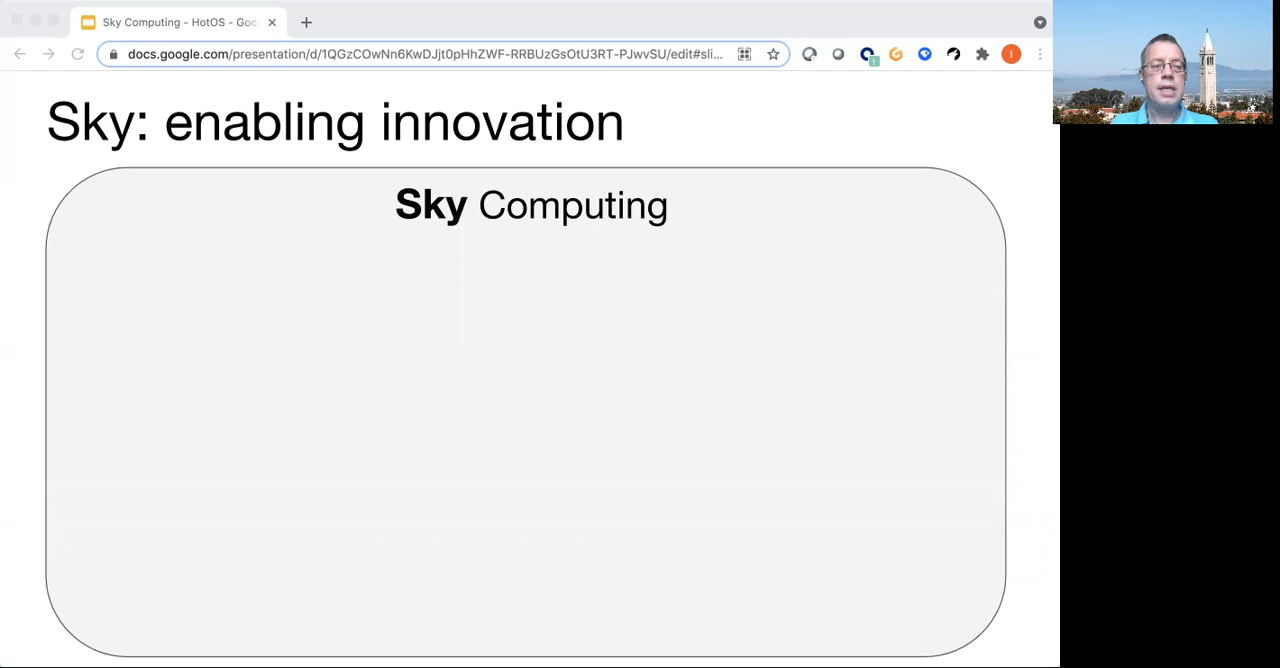 Sky Computing - HotOS - Goo
docs.google.com/presentation/d/1QGzCOwNn6KwDJjt0pHhZWF-RRBUzGsOtU3RT-PJwvSU/edit#sli...
I
Sky: enabling innovation
Sky Computing